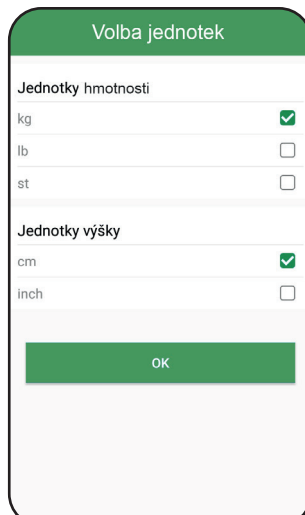 Volba jednotek
Jednotky hmotnosti
kg
lb
st
Jednotky výšky
cm
inch
OK